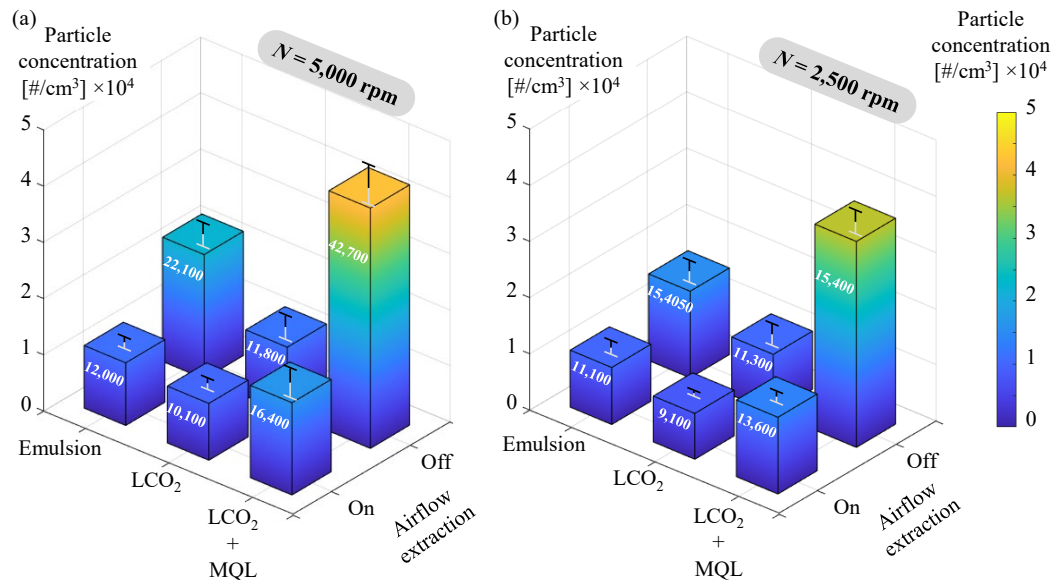 (a)
Particle
concentration
[#/cm³] ×10⁴
N = 5,000 rpm
5
4
3
2
1
0
22,100
42,700
11,800
12,000
10,100
16,400
Emulsion
LCO₂
LCO₂
+
MQL
On
Off
Airflow
extraction
(b)
Particle
concentration
[#/cm³] ×10⁴
N = 2,500 rpm
5
4
3
2
1
0
15,4050
15,400
11,300
11,100
9,100
13,600
Emulsion
LCO₂
LCO₂
+
MQL
On
Off
Airflow
extraction
Particle
concentration
[#/cm³] ×10⁴
5
4
3
2
1
0